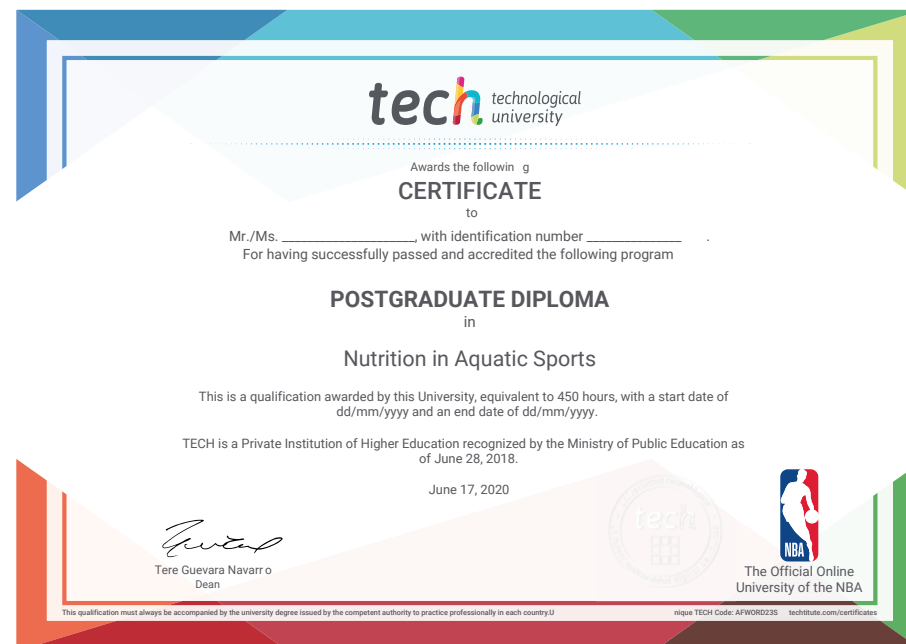 tech technological
university
Awards the followin g
CERTIFICATE
to
Mr./Ms. ____________________, with identification number ______________ .
For having successfully passed and accredited the following program
POSTGRADUATE DIPLOMA
in
Nutrition in Aquatic Sports
This is a qualification awarded by this University, equivalent to 450 hours, with a start date of
dd/mm/yyyy and an end date of dd/mm/yyyy.
TECH is a Private Institution of Higher Education recognized by the Ministry of Public Education as
of June 28, 2018.
June 17, 2020
tech
NBA
Tere Guevara Navarr o
Dean
The Official Online
University of the NBA
This qualification must always be accompanied by the university degree issued by the competent authority to practice professionally in each country.U nique TECH Code: AFWORD23S techtitute.com/certificates